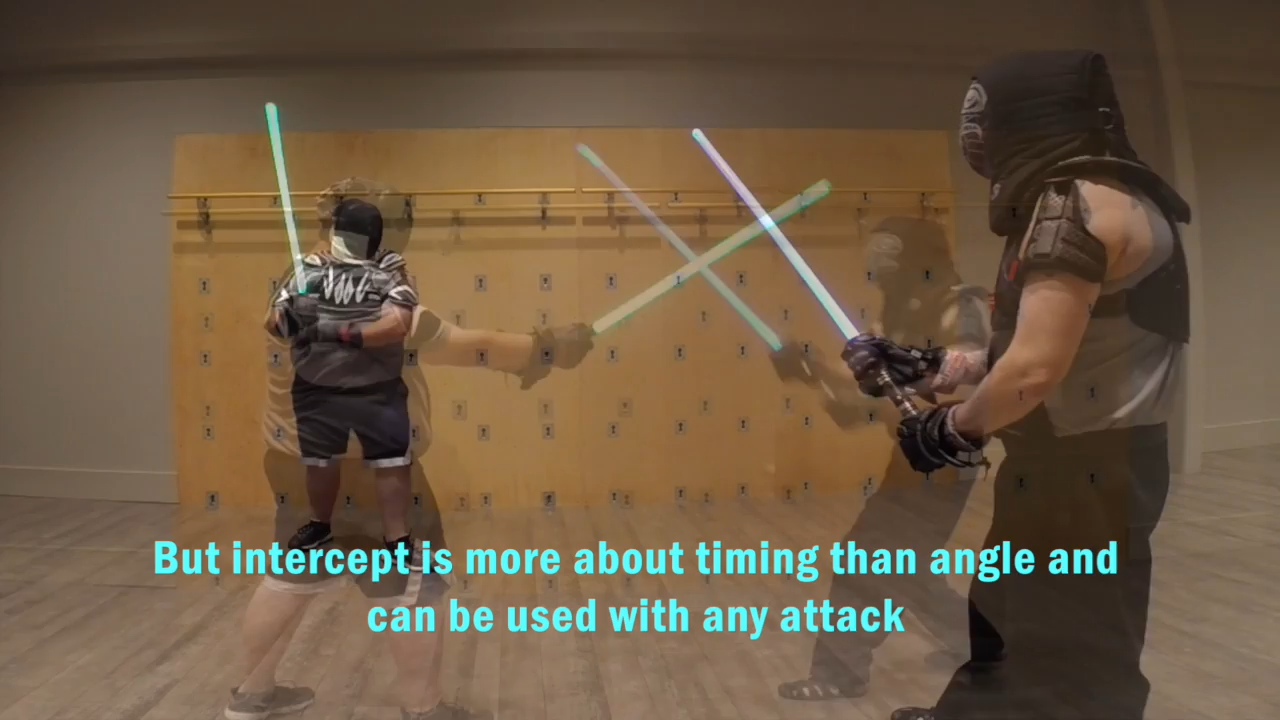 But intercept is more about timing than angle and
can be used with any attack